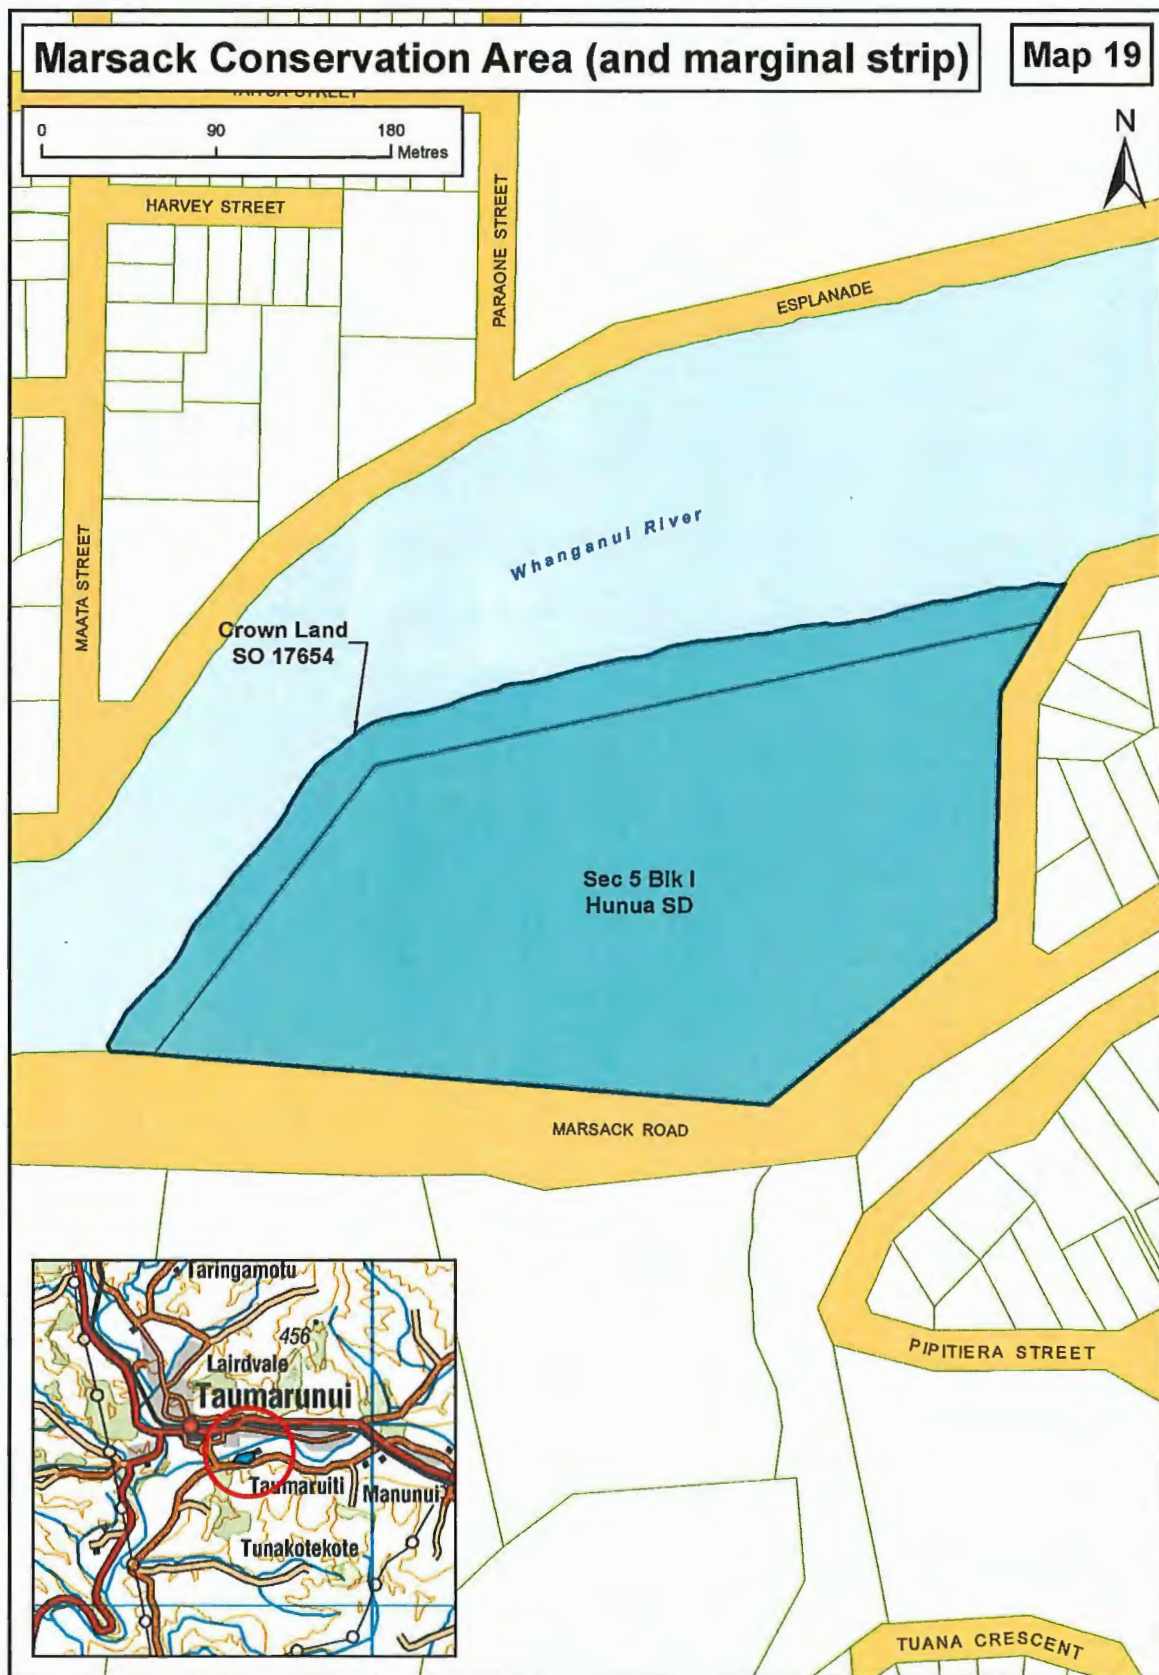 Marsack Conservation Area (and marginal strip)
Map 19
0 90 180
Metres
N
HARVEY STREET
PARAONE STREET
ESPLANADE
MAATA STREET
Whanganui River
Crown Land
SO 17654
Sec 5 Blk I
Hunua SD
MARSACK ROAD
PIPITIERA STREET
TUANA CRESCENT
Taringamotu
456
Lairdvale
Taumarunui
Taumaruiti
Manunui
Tunakotekote